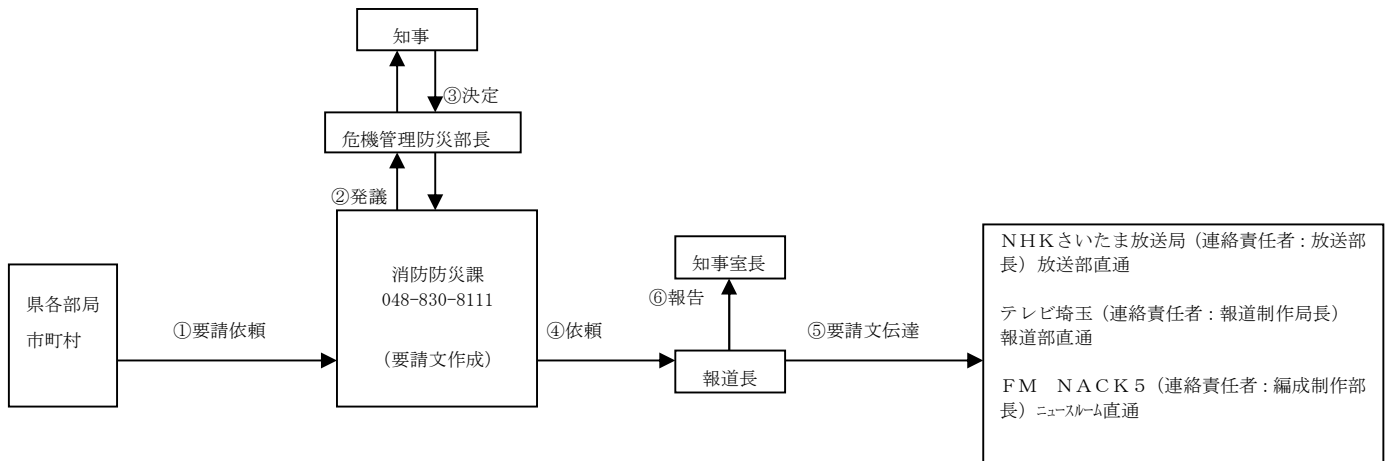 知事
③決定
危機管理防災部長
②発議
消防防災課
048-830-8111
(要請文作成)
県各部局
市町村
①要請依頼
④依頼
知事室長
⑥報告
報道長
⑤要請文伝達
NHKさいたま放送局(連絡責任者:放送部
長)放送部直通
テレビ埼玉(連絡責任者:報道制作局長)
報道部直通
FM NACK5(連絡責任者:編成制作部
長)ニュースルーム直通